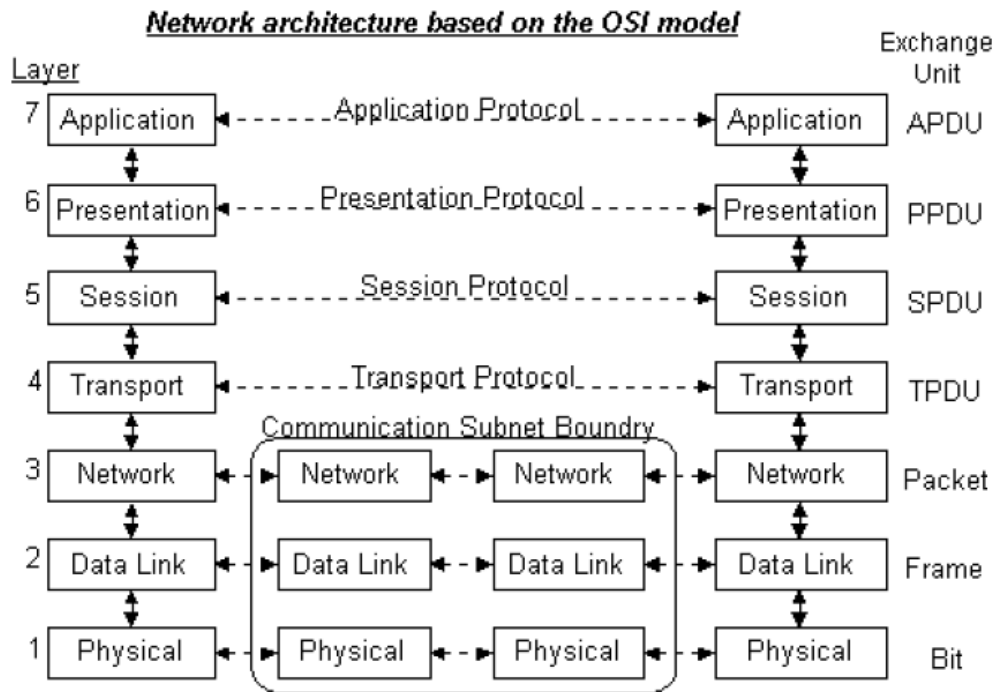 Network architecture based on the OSI model
Exchange
Unit
Layer
7 Application Application Protocol Application APDU
6 Presentation Presentation Protocol Presentation PPDU
5 Session Session Protocol Session SPDU
4 Transport Transport Protocol Transport TPDU
Communication Subnet Boundry
3 Network Network Network Network Packet
2 Data Link Data Link Data Link Data Link Frame
1 Physical Physical Physical Physical Bit